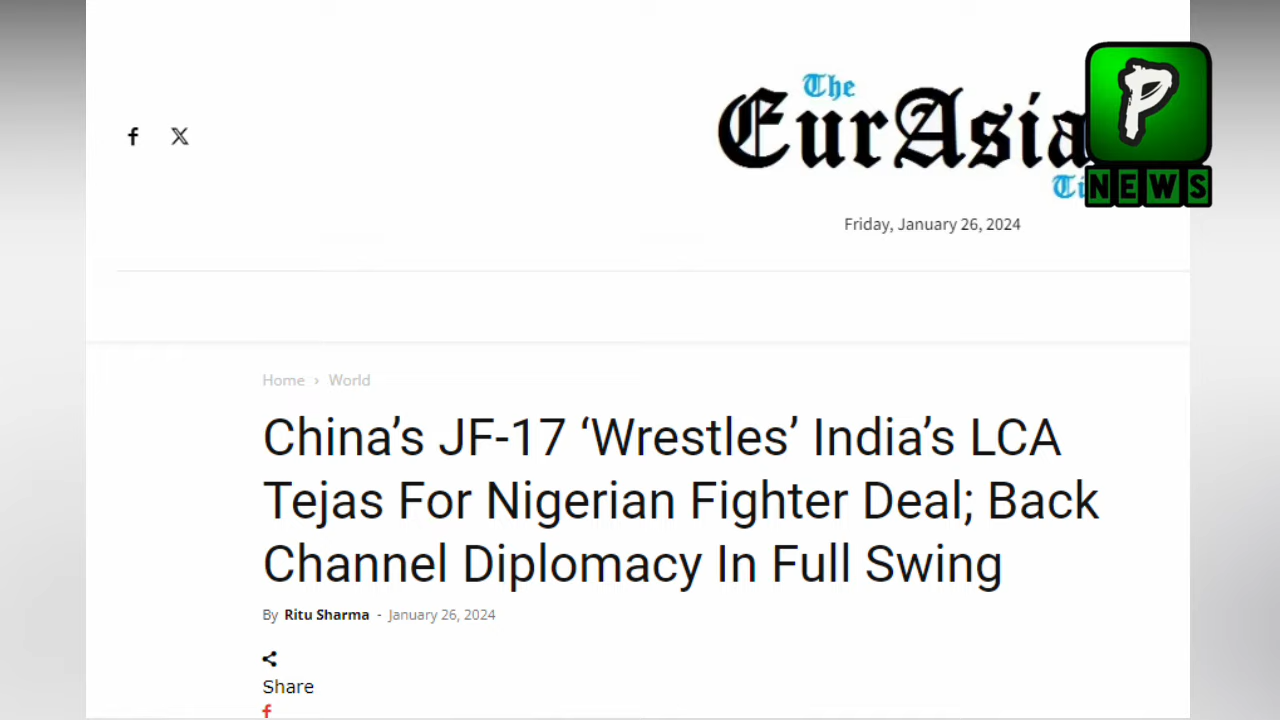 The
EurAsia
P
NEWS
Friday, January 26, 2024
Home › World
China’s JF-17 ‘Wrestles’ India’s LCA
Tejas For Nigerian Fighter Deal; Back
Channel Diplomacy In Full Swing
By Ritu Sharma - January 26, 2024
Share